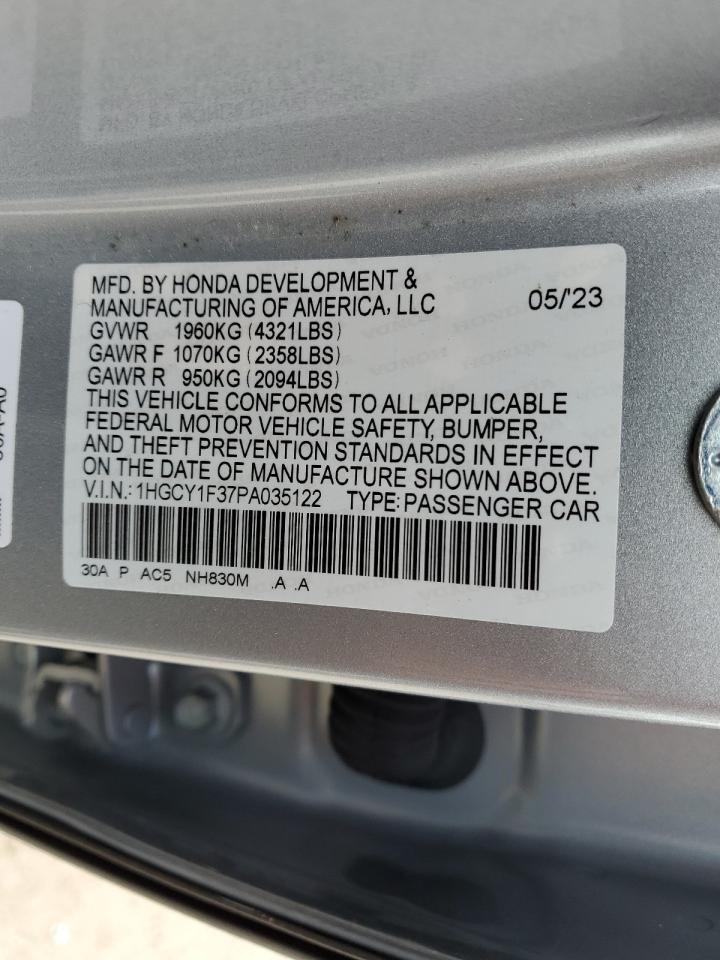 MFD. BY HONDA DEVELOPMENT &
MANUFACTURING OF AMERICA, LLC 05/'23
GVWR 1960KG (4321LBS)
GAWR F 1070KG (2358LBS)
GAWR R 950KG (2094LBS)
THIS VEHICLE CONFORMS TO ALL APPLICABLE
FEDERAL MOTOR VEHICLE SAFETY, BUMPER,
AND THEFT PREVENTION STANDARDS IN EFFECT
ON THE DATE OF MANUFACTURE SHOWN ABOVE.
V.I.N.: 1HGCY1F37PA035122 TYPE: PASSENGER CAR
30A P AC5 NH830M .A .A